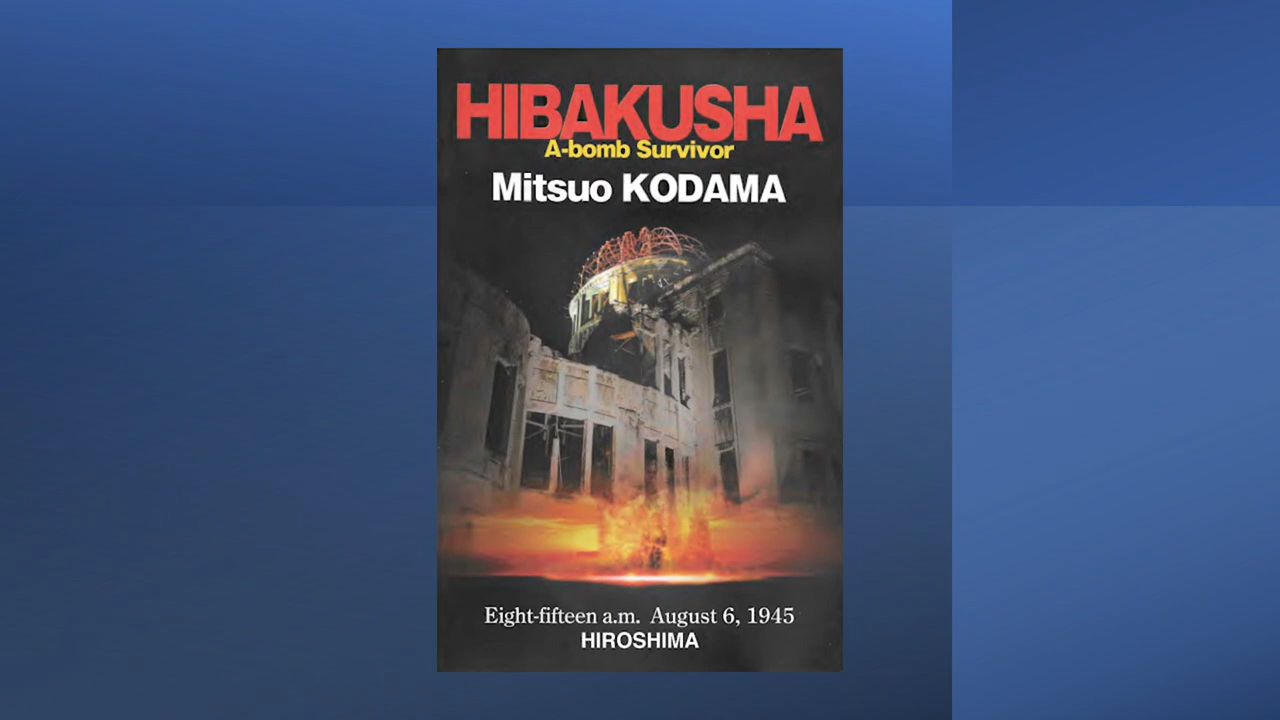 HIBAKUSHA
A-bomb Survivor
Mitsuo KODAMA
Eight-fifteen a.m. August 6, 1945
HIROSHIMA